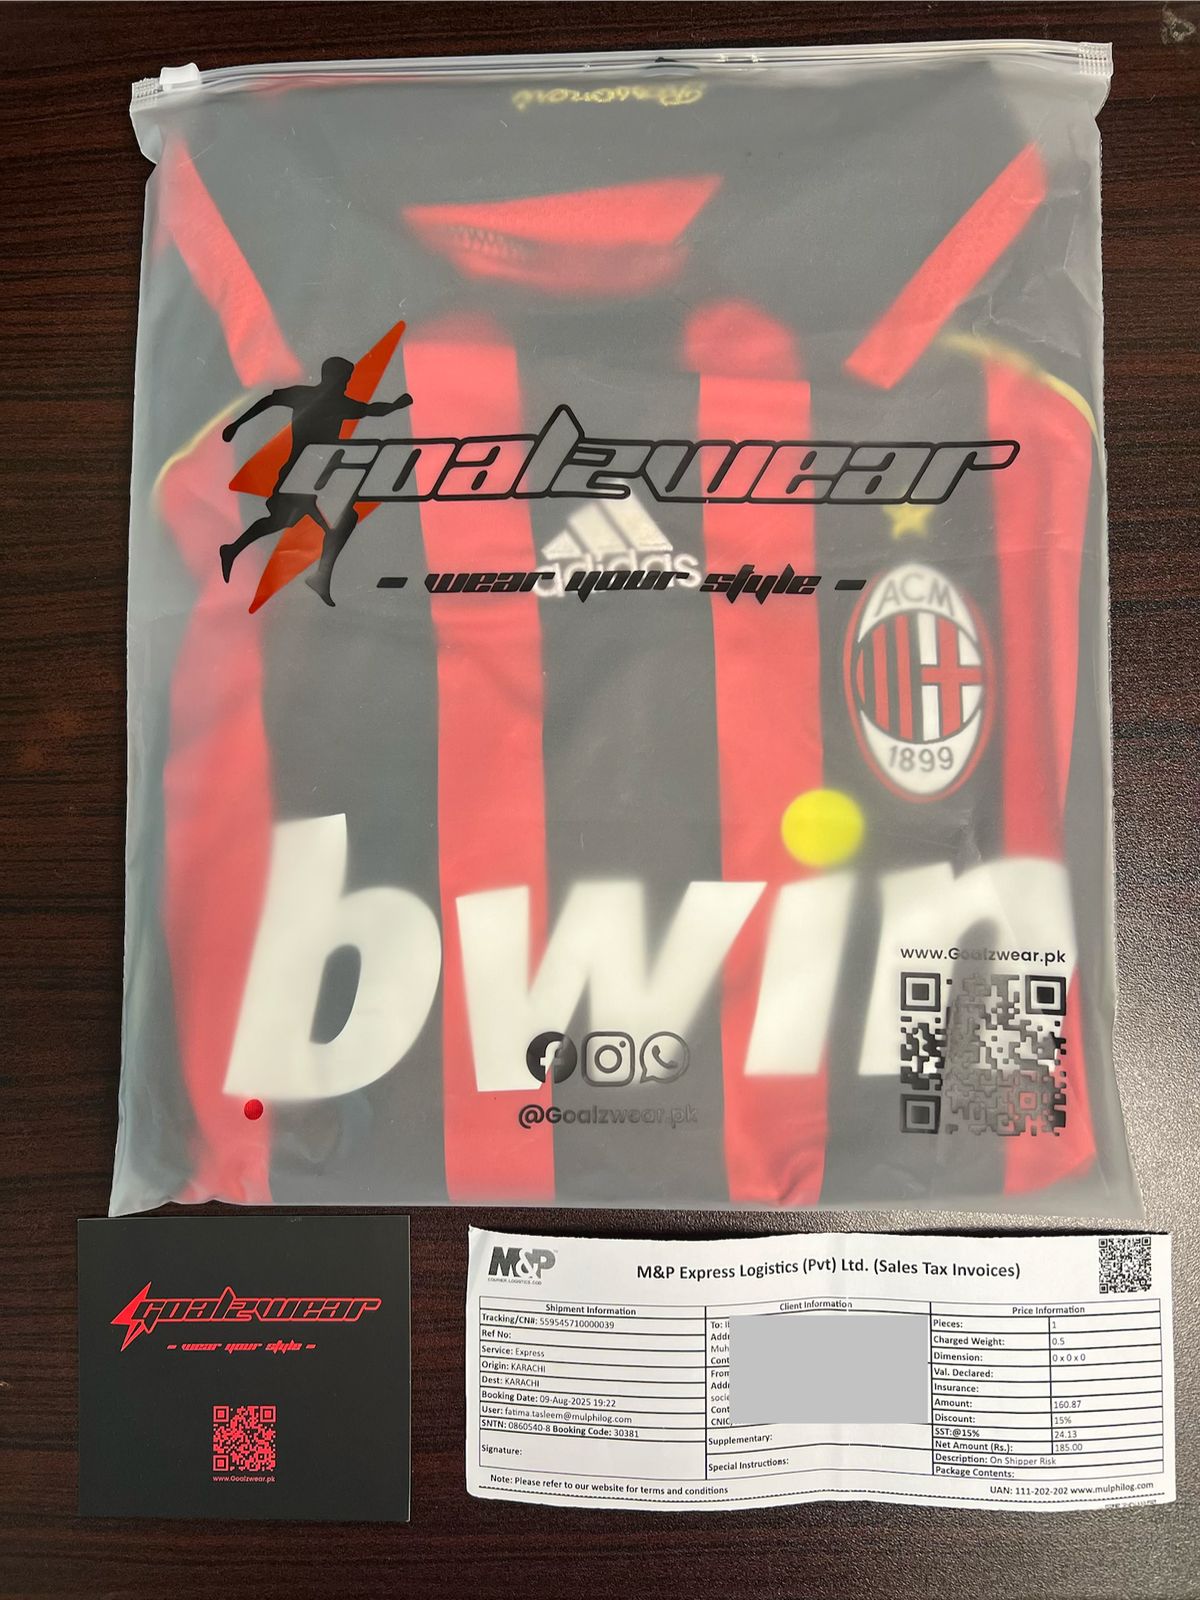 Rossoneri
Goalzwear
adidas
- wear your style -
ACM
1899
bwin
www.Goalzwear.pk
@Goalzwear.pk
Goalzwear
- wear your style -
www.Goalzwear.pk
M&P
COURIER. LOGISTICS. COD
M&P Express Logistics (Pvt) Ltd. (Sales Tax Invoices)
Shipment Information
Tracking/CN#: 559545710000039
Ref No:
Service: Express
Origin: KARACHI
Dest: KARACHI
Booking Date: 09-Aug-2025 19:22
User: fatima.tasleem@mulphilog.com
SNTN: 0860540-8 Booking Code: 30381
Signature:
Client Information
To:
From
CNIC
Supplementary:
Special Instructions:
Price Information
Pieces: 1
Charged Weight: 0.5
Dimension: 0 x 0 x 0
Val. Declared:
Insurance:
Amount: 160.87
Discount: 15%
SST:@15% 24.13
Net Amount (Rs.): 185.00
Description: On Shipper Risk
Package Contents:
Note: Please refer to our website for terms and conditions
UAN: 111-202-202 www.mulphilog.com